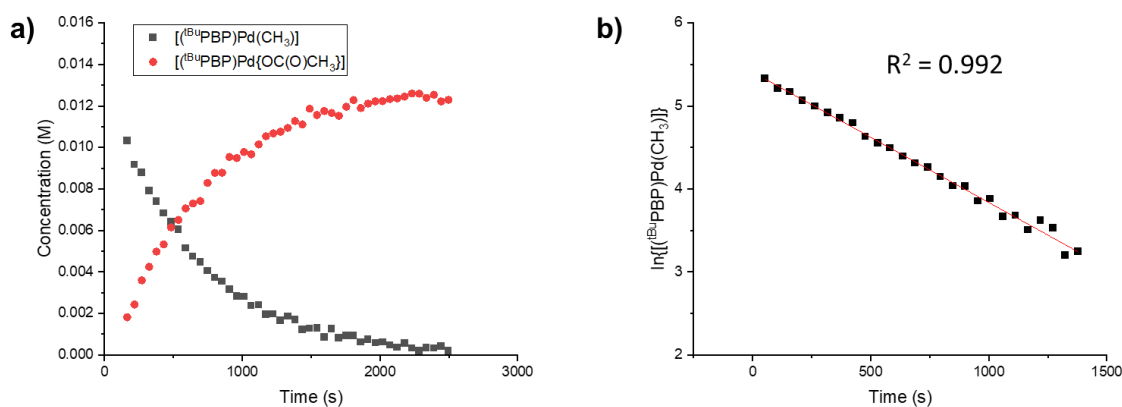 a)
[(ᵗᴮᵘPBP)Pd(CH₃)]
[(ᵗᴮᵘPBP)Pd{OC(O)CH₃}]
Concentration (M)
0.016
0.014
0.012
0.010
0.008
0.006
0.004
0.002
0.000
0
1000
2000
3000
Time (s)
b)
R² = 0.992
ln{[(ᵗᴮᵘPBP)Pd(CH₃)]}
6
5
4
3
2
0
500
1000
1500
Time (s)